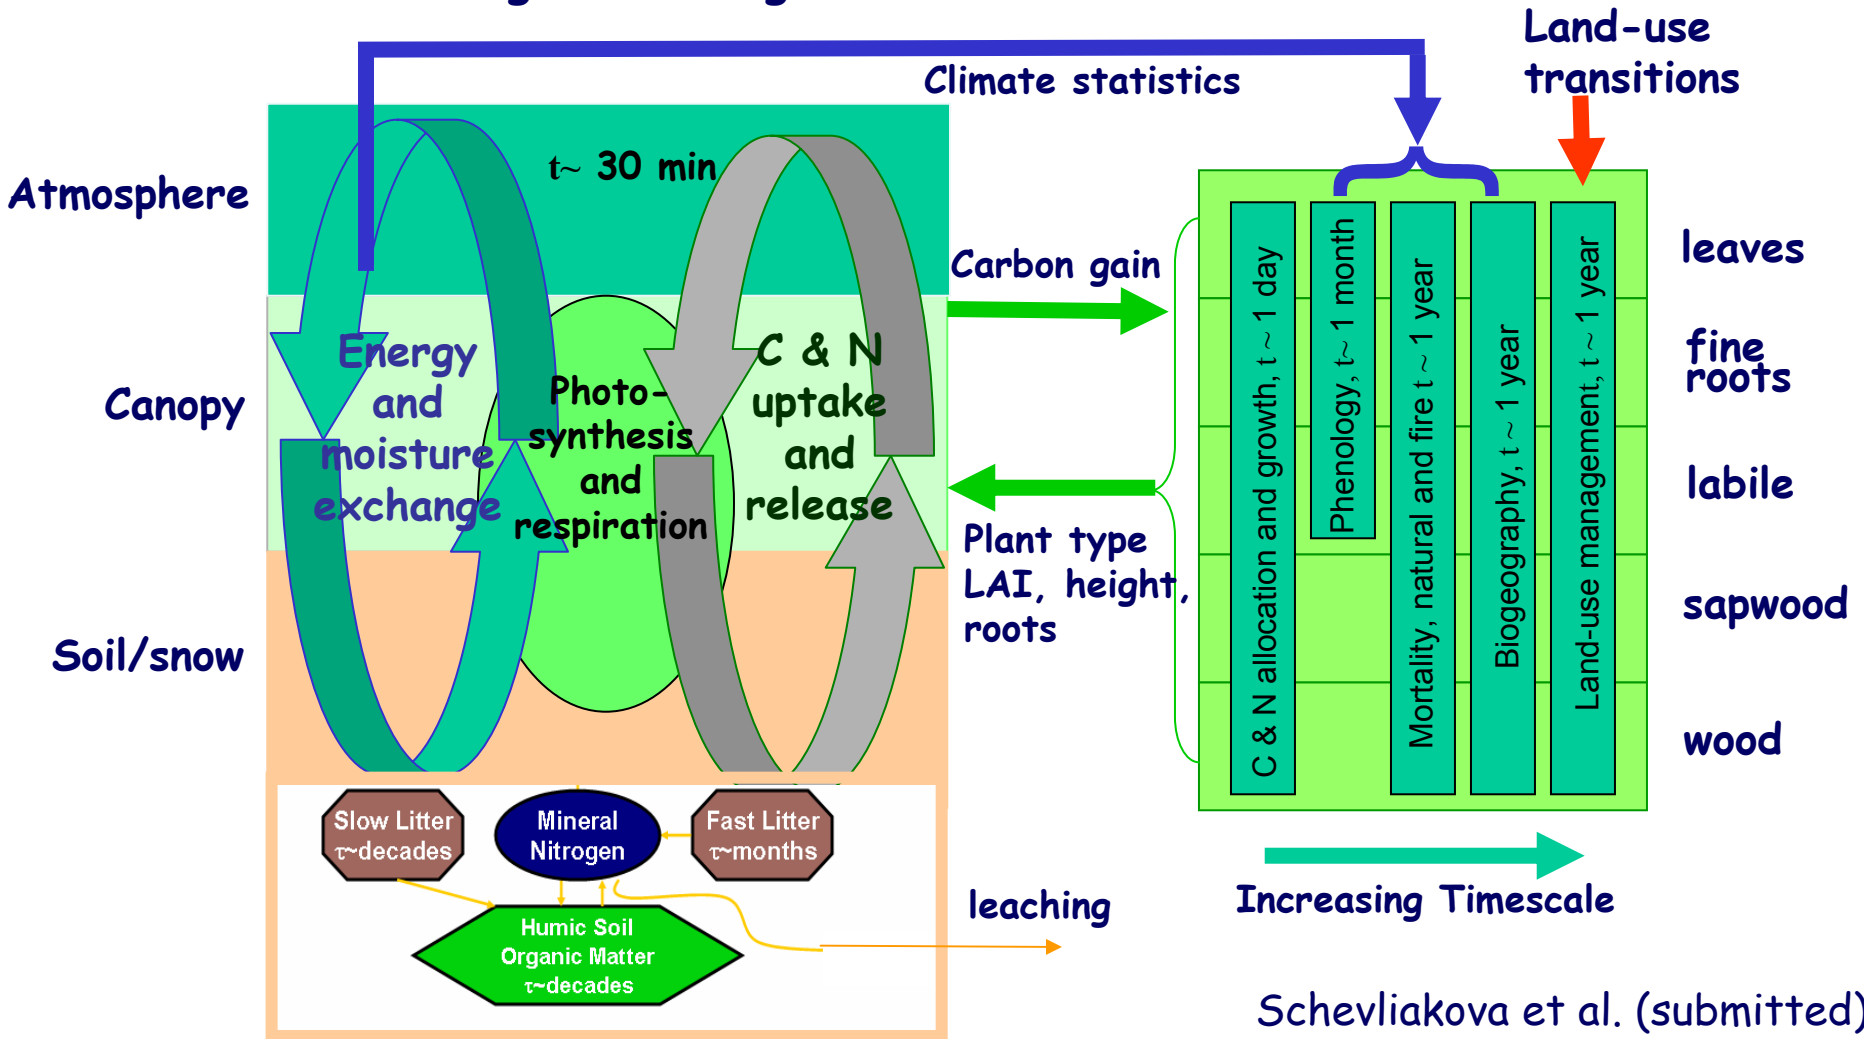 Land-use
transitions
Climate statistics
t~ 30 min
Atmosphere
Canopy
Soil/snow
Energy
and
moisture
exchange
Photo-
synthesis
and
respiration
C & N
uptake
and
release
Carbon gain
Plant type
LAI, height,
roots
C & N allocation and growth, t ~ 1 day
Phenology, t~ 1 month
Mortality, natural and fire t ~ 1 year
Biogeography, t ~ 1 year
Land-use management, t ~ 1 year
leaves
fine
roots
labile
sapwood
wood
Slow Litter
τ~decades
Mineral
Nitrogen
Fast Litter
τ~months
Humic Soil
Organic Matter
τ~decades
leaching
Increasing Timescale
Schevliakova et al. (submitted)